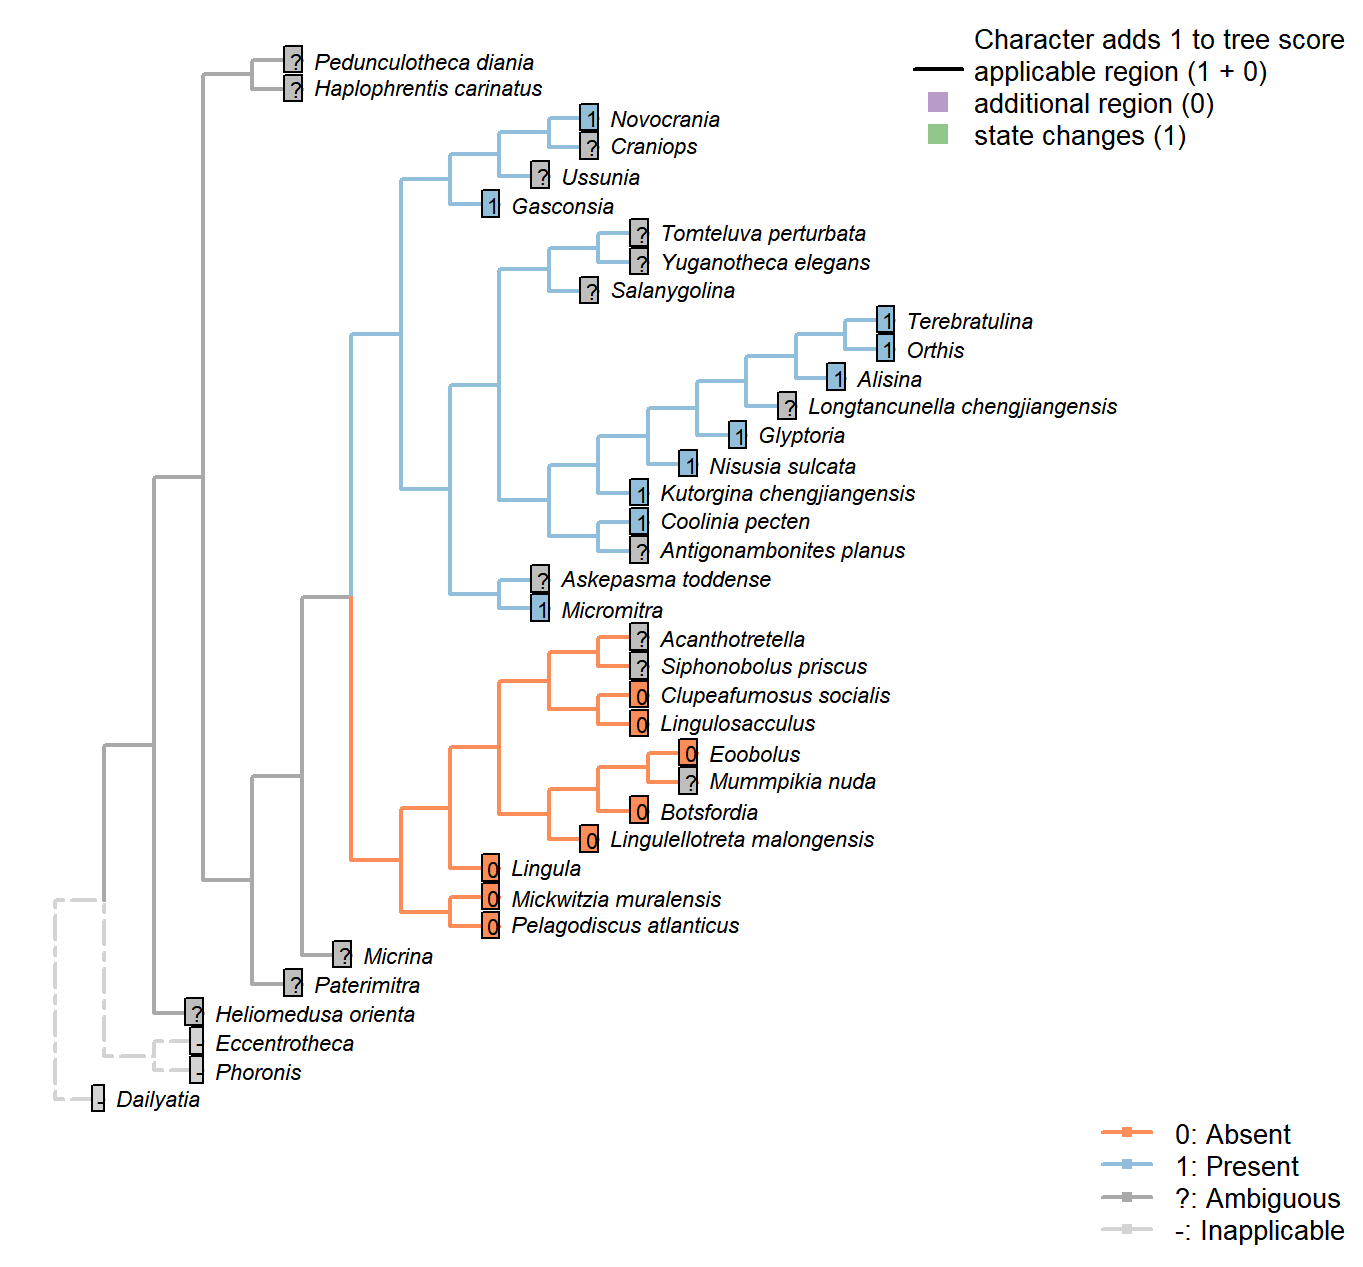 Character adds 1 to tree score
applicable region (1 + 0)
additional region (0)
state changes (1)
? Pedunculotheca diania
? Haplophrentis carinatus
1 Novocrania
? Craniops
? Ussunia
1 Gasconsia
? Tomteluva perturbata
? Yuganotheca elegans
? Salanygolina
1 Terebratulina
1 Orthis
1 Alisina
? Longtancunella chengjiangensis
1 Glyptoria
1 Nisusia sulcata
1 Kutorgina chengjiangensis
1 Coolinia pecten
? Antigonambonites planus
? Askepasma toddense
1 Micromitra
? Acanthotretella
? Siphonobolus priscus
0 Clupeafumosus socialis
0 Lingulosacculus
0 Eoobolus
? Mummpikia nuda
0 Botsfordia
0 Lingulellotreta malongensis
0 Lingula
0 Mickwitzia muralensis
0 Pelagodiscus atlanticus
? Micrina
? Paterimitra
? Heliomedusa orienta
- Eccentrotheca
- Phoronis
- Dailyatia
0: Absent
1: Present
?: Ambiguous
-: Inapplicable